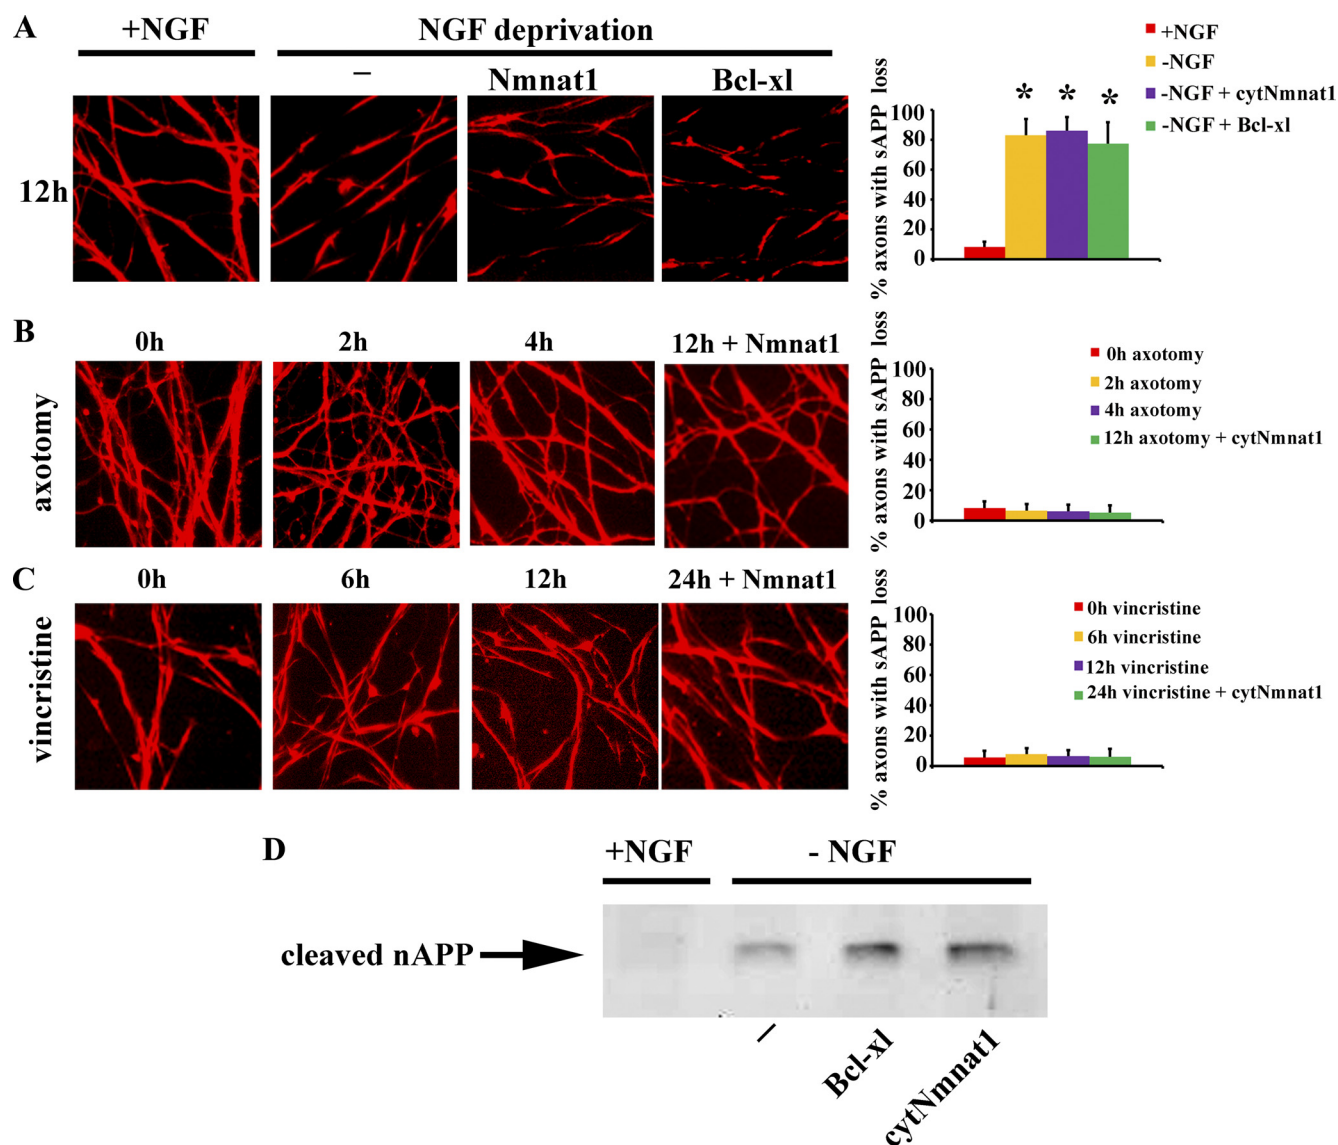 A
+NGF
NGF deprivation
–
Nmnat1
Bcl-xl
12h
% axons with sAPP loss
100
80
60
40
20
0
* * *
+NGF
-NGF
-NGF + cytNmnat1
-NGF + Bcl-xl
B
0h
2h
4h
12h + Nmnat1
axotomy
% axons with sAPP loss
100
80
60
40
20
0
0h axotomy
2h axotomy
4h axotomy
12h axotomy + cytNmnat1
C
0h
6h
12h
24h + Nmnat1
vincristine
% axons with sAPP loss
100
80
60
40
20
0
0h vincristine
6h vincristine
12h vincristine
24h vincristine + cytNmnat1
D
+NGF
- NGF
cleaved nAPP
–
Bcl-xl
cytNmnat1